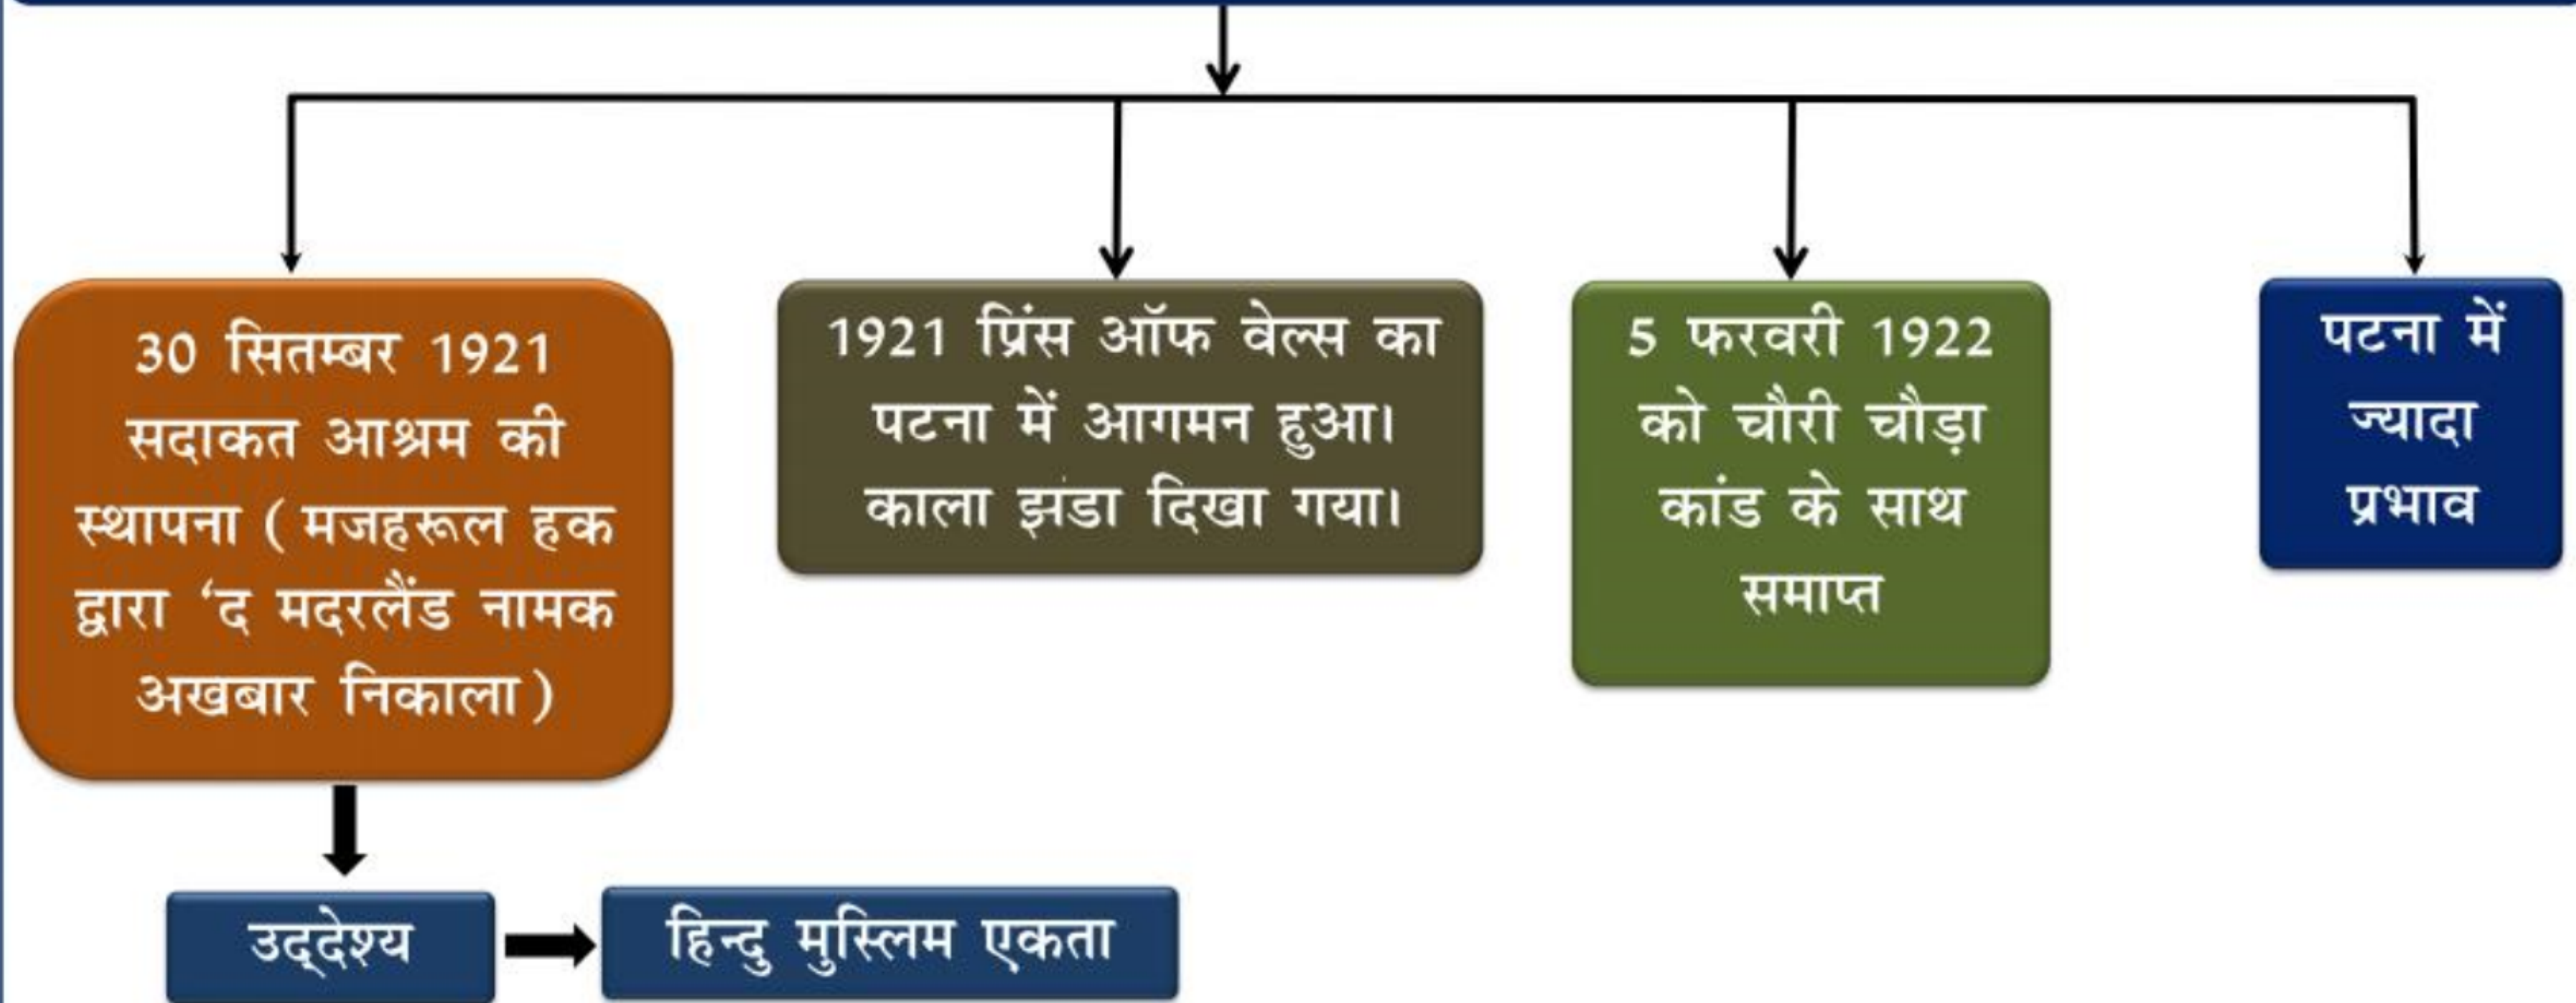 30 सितम्बर 1921
सदाकत आश्रम की
स्थापना ( मजहरूल हक
द्वारा ‘द मदरलैंड नामक
अखबार निकाला )
1921 प्रिंस ऑफ वेल्स का
पटना में आगमन हुआ।
काला झंडा दिखा गया।
5 फरवरी 1922
को चौरी चौड़ा
कांड के साथ
समाप्त
पटना में
ज्यादा
प्रभाव
उद्देश्य
हिन्दु मुस्लिम एकता